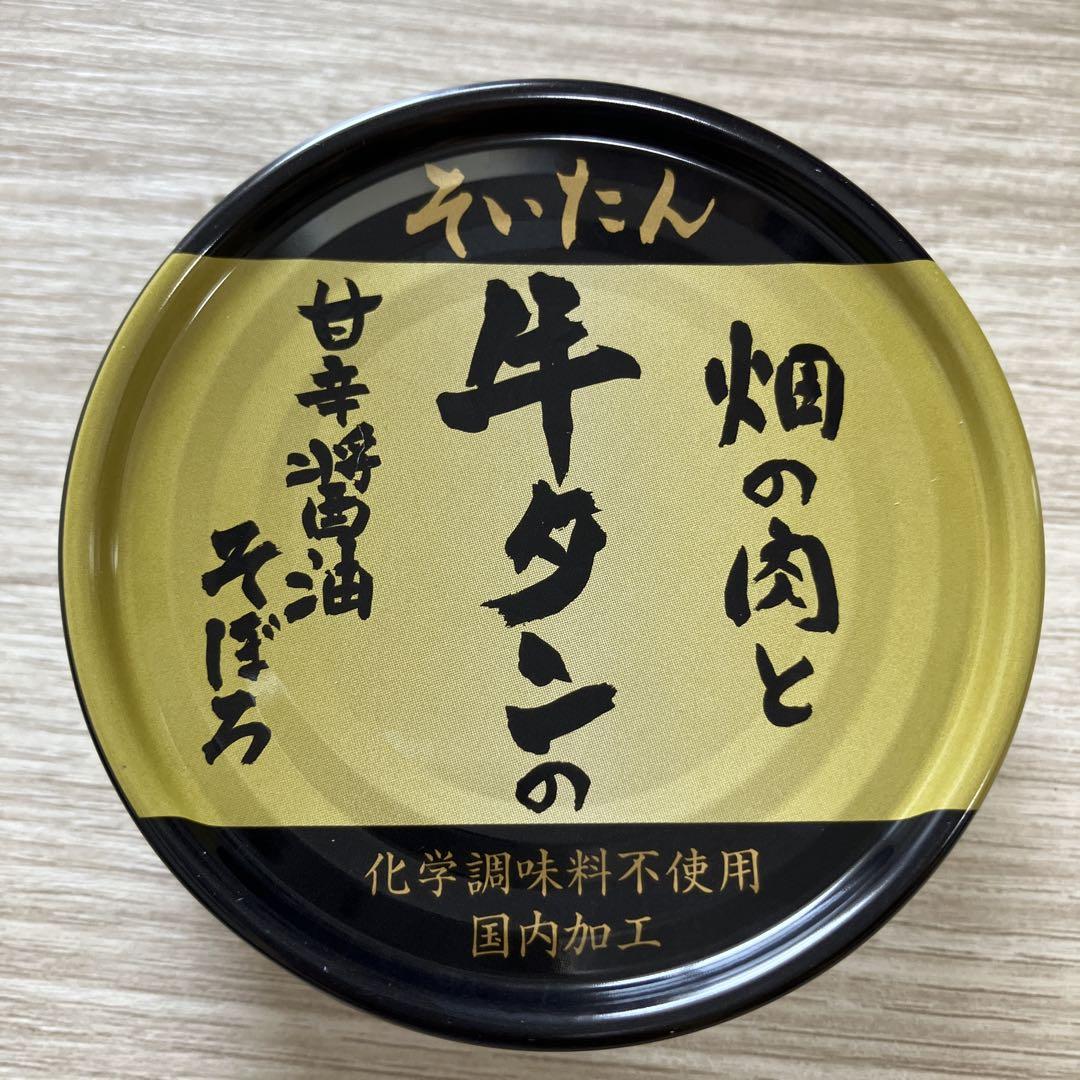 そいたん
畑の肉と
牛タンの
甘辛醤油
そぼろ
化学調味料不使用
国内加工